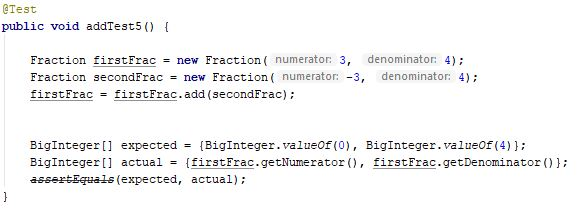 @Test
public void addTest5() {
Fraction firstFrac = new Fraction( numerator: 3, denominator: 4);
Fraction secondFrac = new Fraction( numerator: -3, denominator: 4);
firstFrac = firstFrac.add(secondFrac);
BigInteger[] expected = {BigInteger.valueOf(0), BigInteger.valueOf(4)};
BigInteger[] actual = {firstFrac.getNumerator(), firstFrac.getDenominator()};
assertEquals(expected, actual);
}